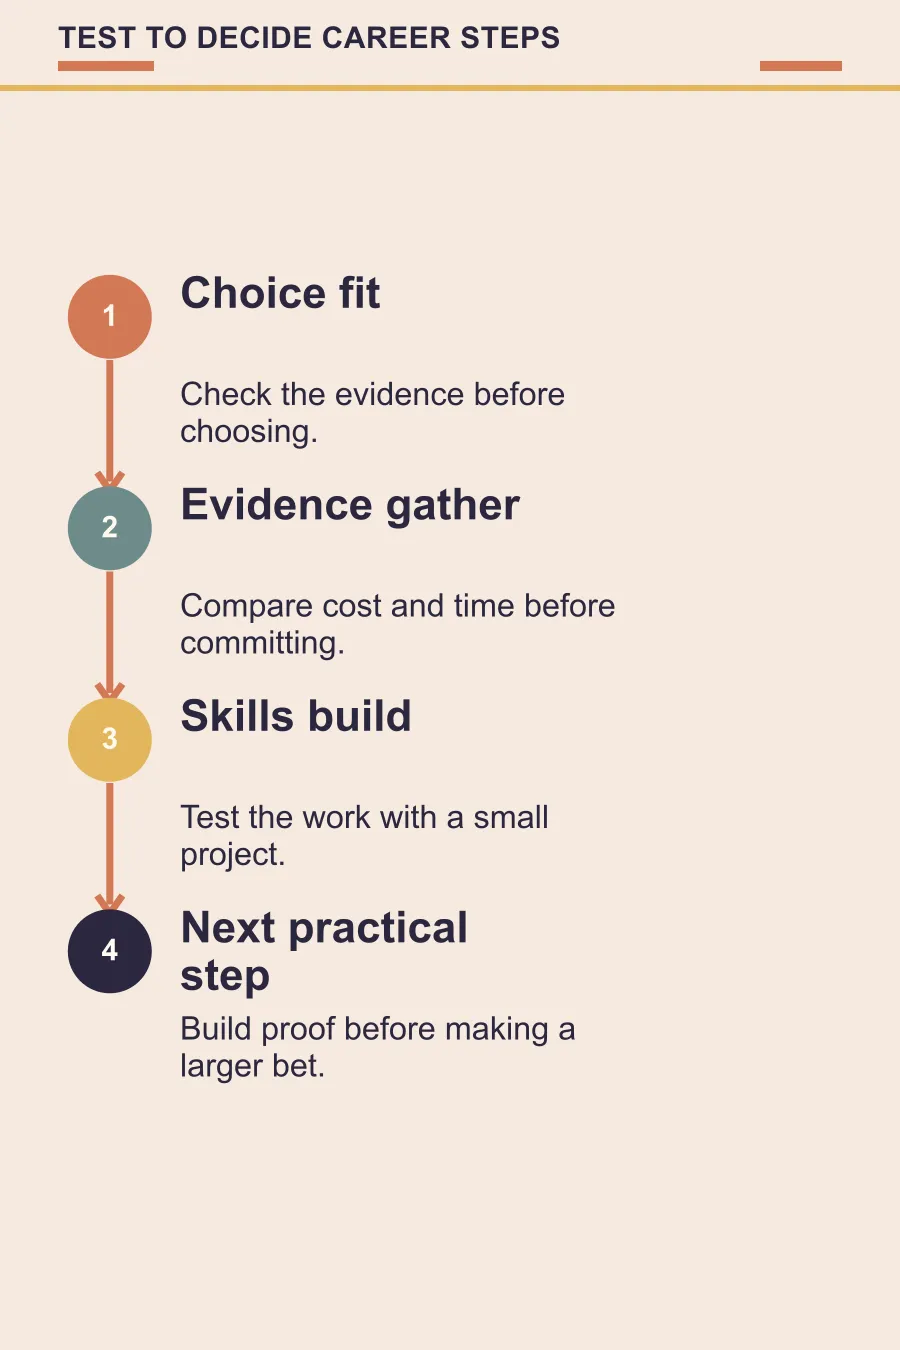 TEST TO DECIDE CAREER STEPS
1
Choice fit
Check the evidence before
choosing.
2
Evidence gather
Compare cost and time before
committing.
3
Skills build
Test the work with a small
project.
4
Next practical
step
Build proof before making a
larger bet.